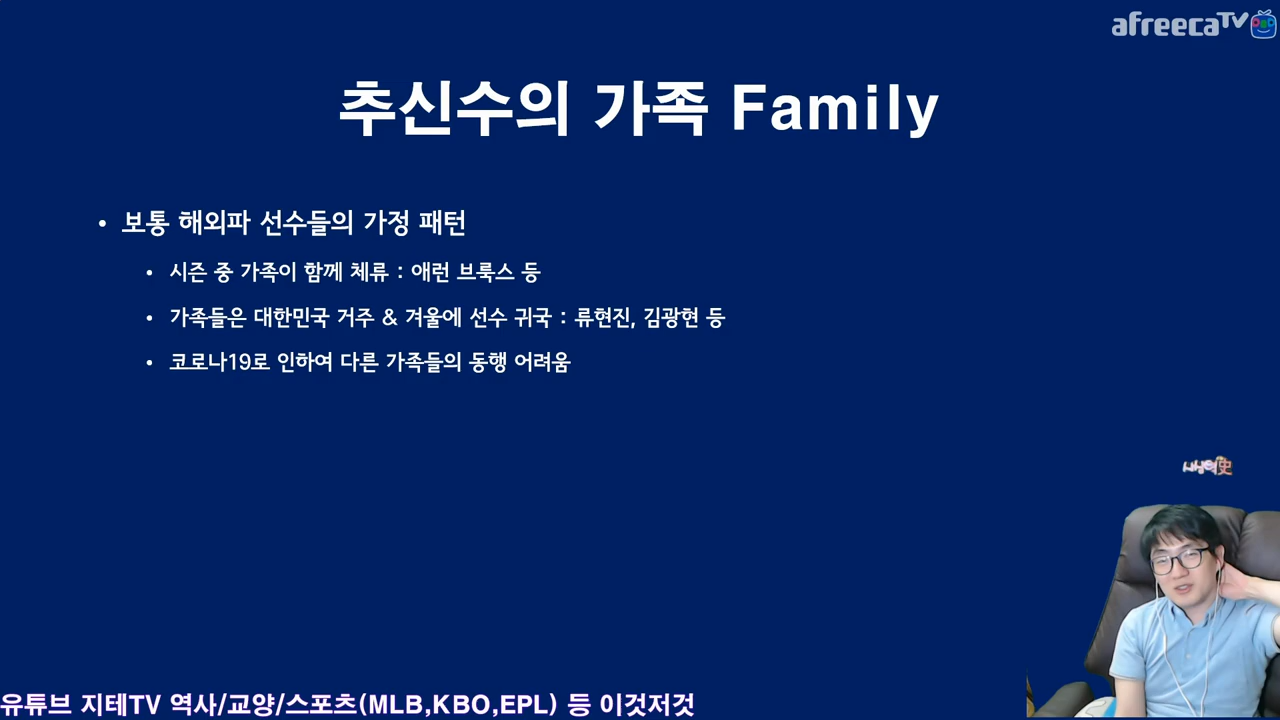 afreecaTV
추신수의 가족 Family
• 보통 해외파 선수들의 가정 패턴
• 시즌 중 가족이 함께 체류 : 애런 브룩스 등
• 가족들은 대한민국 거주 & 겨울에 선수 귀국 : 류현진, 김광현 등
• 코로나19로 인하여 다른 가족들의 동행 어려움
유튜브 지테TV 역사/교양/스포츠(MLB,KBO,EPL) 등 이것저것